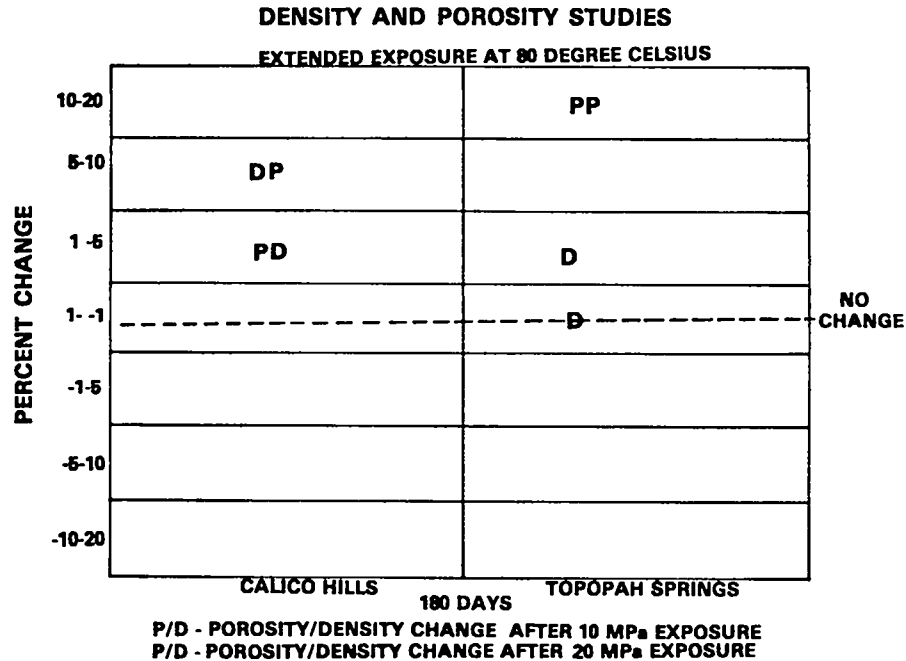 DENSITY AND POROSITY STUDIES
EXTENDED EXPOSURE AT 80 DEGREE CELSIUS
10-20
PP
5-10
DP
1-5
PD
D
1--1
D
NO
CHANGE
PERCENT CHANGE
-1-5
-5-10
-10-20
CALICO HILLS
TOPOPAH SPRINGS
180 DAYS
P/D - POROSITY/DENSITY CHANGE AFTER 10 MPa EXPOSURE
P/D - POROSITY/DENSITY CHANGE AFTER 20 MPa EXPOSURE